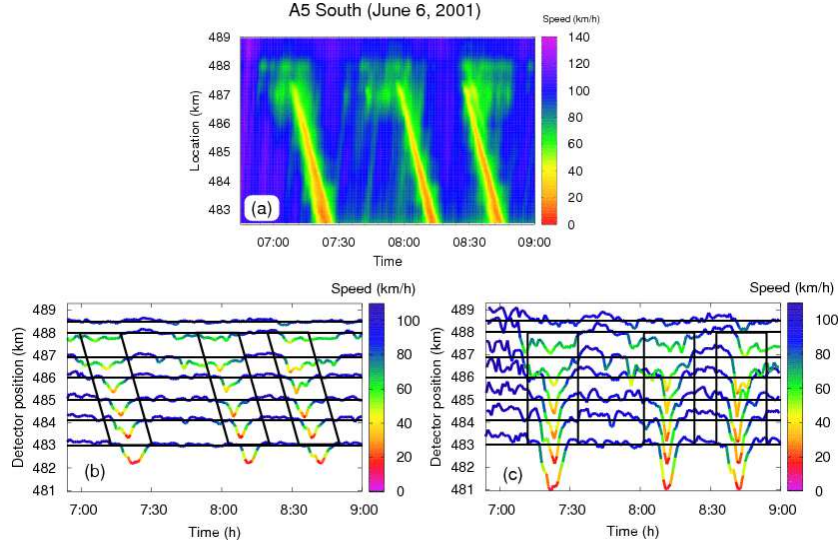 A5 South (June 6, 2001)
Speed (km/h)
489
488
487
486
485
484
483
Location (km)
140
120
100
80
60
40
20
0
(a)
07:00 07:30 08:00 08:30 09:00
Time
Speed (km/h)
489
488
487
486
485
484
483
482
481
Detector position (km)
100
80
60
40
20
0
(b)
7:00 7:30 8:00 8:30 9:00
Time (h)
Speed (km/h)
489
488
487
486
485
484
483
482
481
Detector position (km)
100
80
60
40
20
0
(c)
7:00 7:30 8:00 8:30 9:00
Time (h)